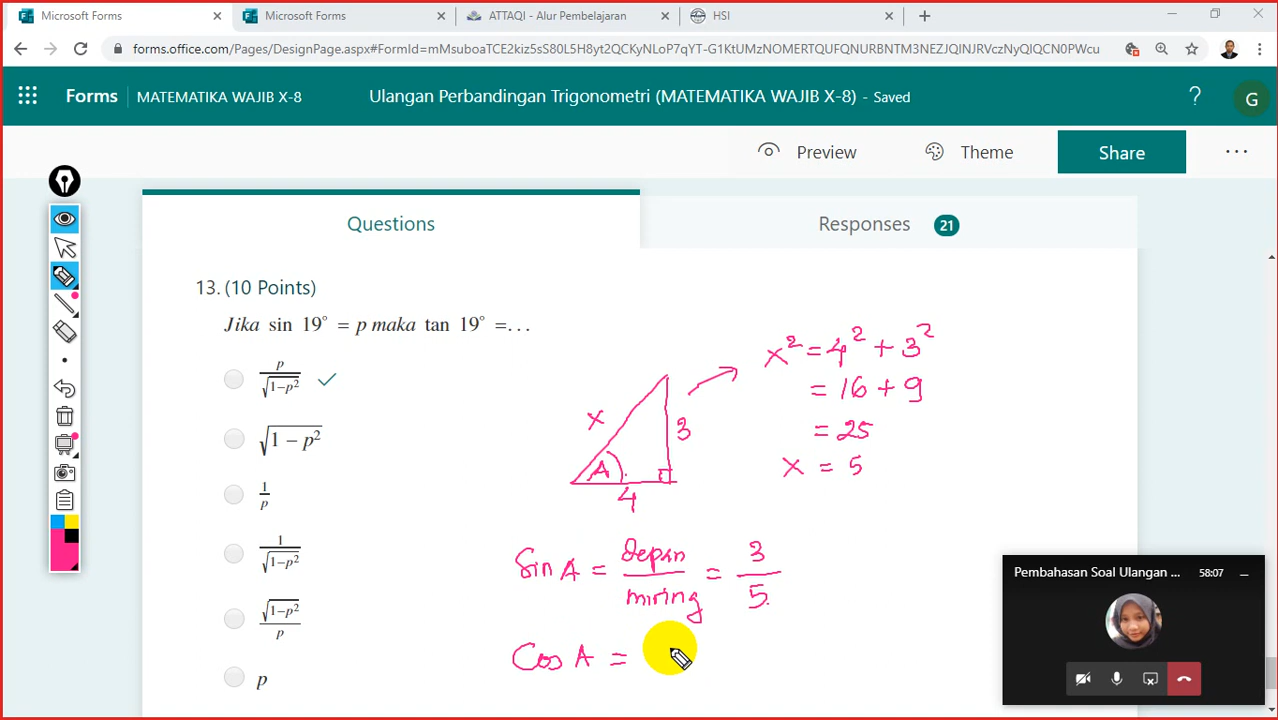 Microsoft Forms
Microsoft Forms
ATTAQI - Alur Pembelajaran
HSI
forms.office.com/Pages/DesignPage.aspx#FormId=mMsuboaTCE2kiz5sS80L5H8yt2QCKyNLoP7qYT-G1KtUMzNOMERTQUFQNURBNTM3NEZJQlNJRVczNyQlQCN0PWcu
Forms
MATEMATIKA WAJIB X-8
Ulangan Perbandingan Trigonometri (MATEMATIKA WAJIB X-8) - Saved
?
G
Preview
Theme
Share
Questions
Responses 21
13. (10 Points)
Jika sin 19° = p maka tan 19° =...
p/√(1-p²) ✓
√(1 − p²)
1/p
1/√(1-p²)
√(1-p²)/p
p
x
3
A
4
x² = 4² + 3²
= 16 + 9
= 25
x = 5
Sin A = depan/miring = 3/5
Cos A =
Pembahasan Soal Ulangan ... 58:07